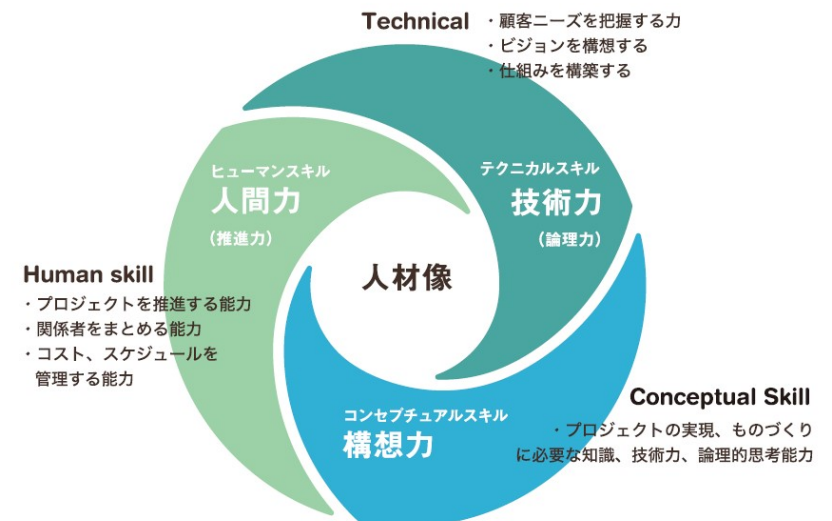 Technical
・顧客ニーズを把握する力
・ビジョンを構想する
・仕組みを構築する
ヒューマンスキル
人間力
（推進力）
テクニカルスキル
技術力
（論理力）
人材像
Human skill
・プロジェクトを推進する能力
・関係者をまとめる能力
・コスト、スケジュールを
管理する能力
コンセプチュアルスキル
構想力
Conceptual Skill
・プロジェクトの実現、ものづくり
に必要な知識、技術力、論理的思考能力